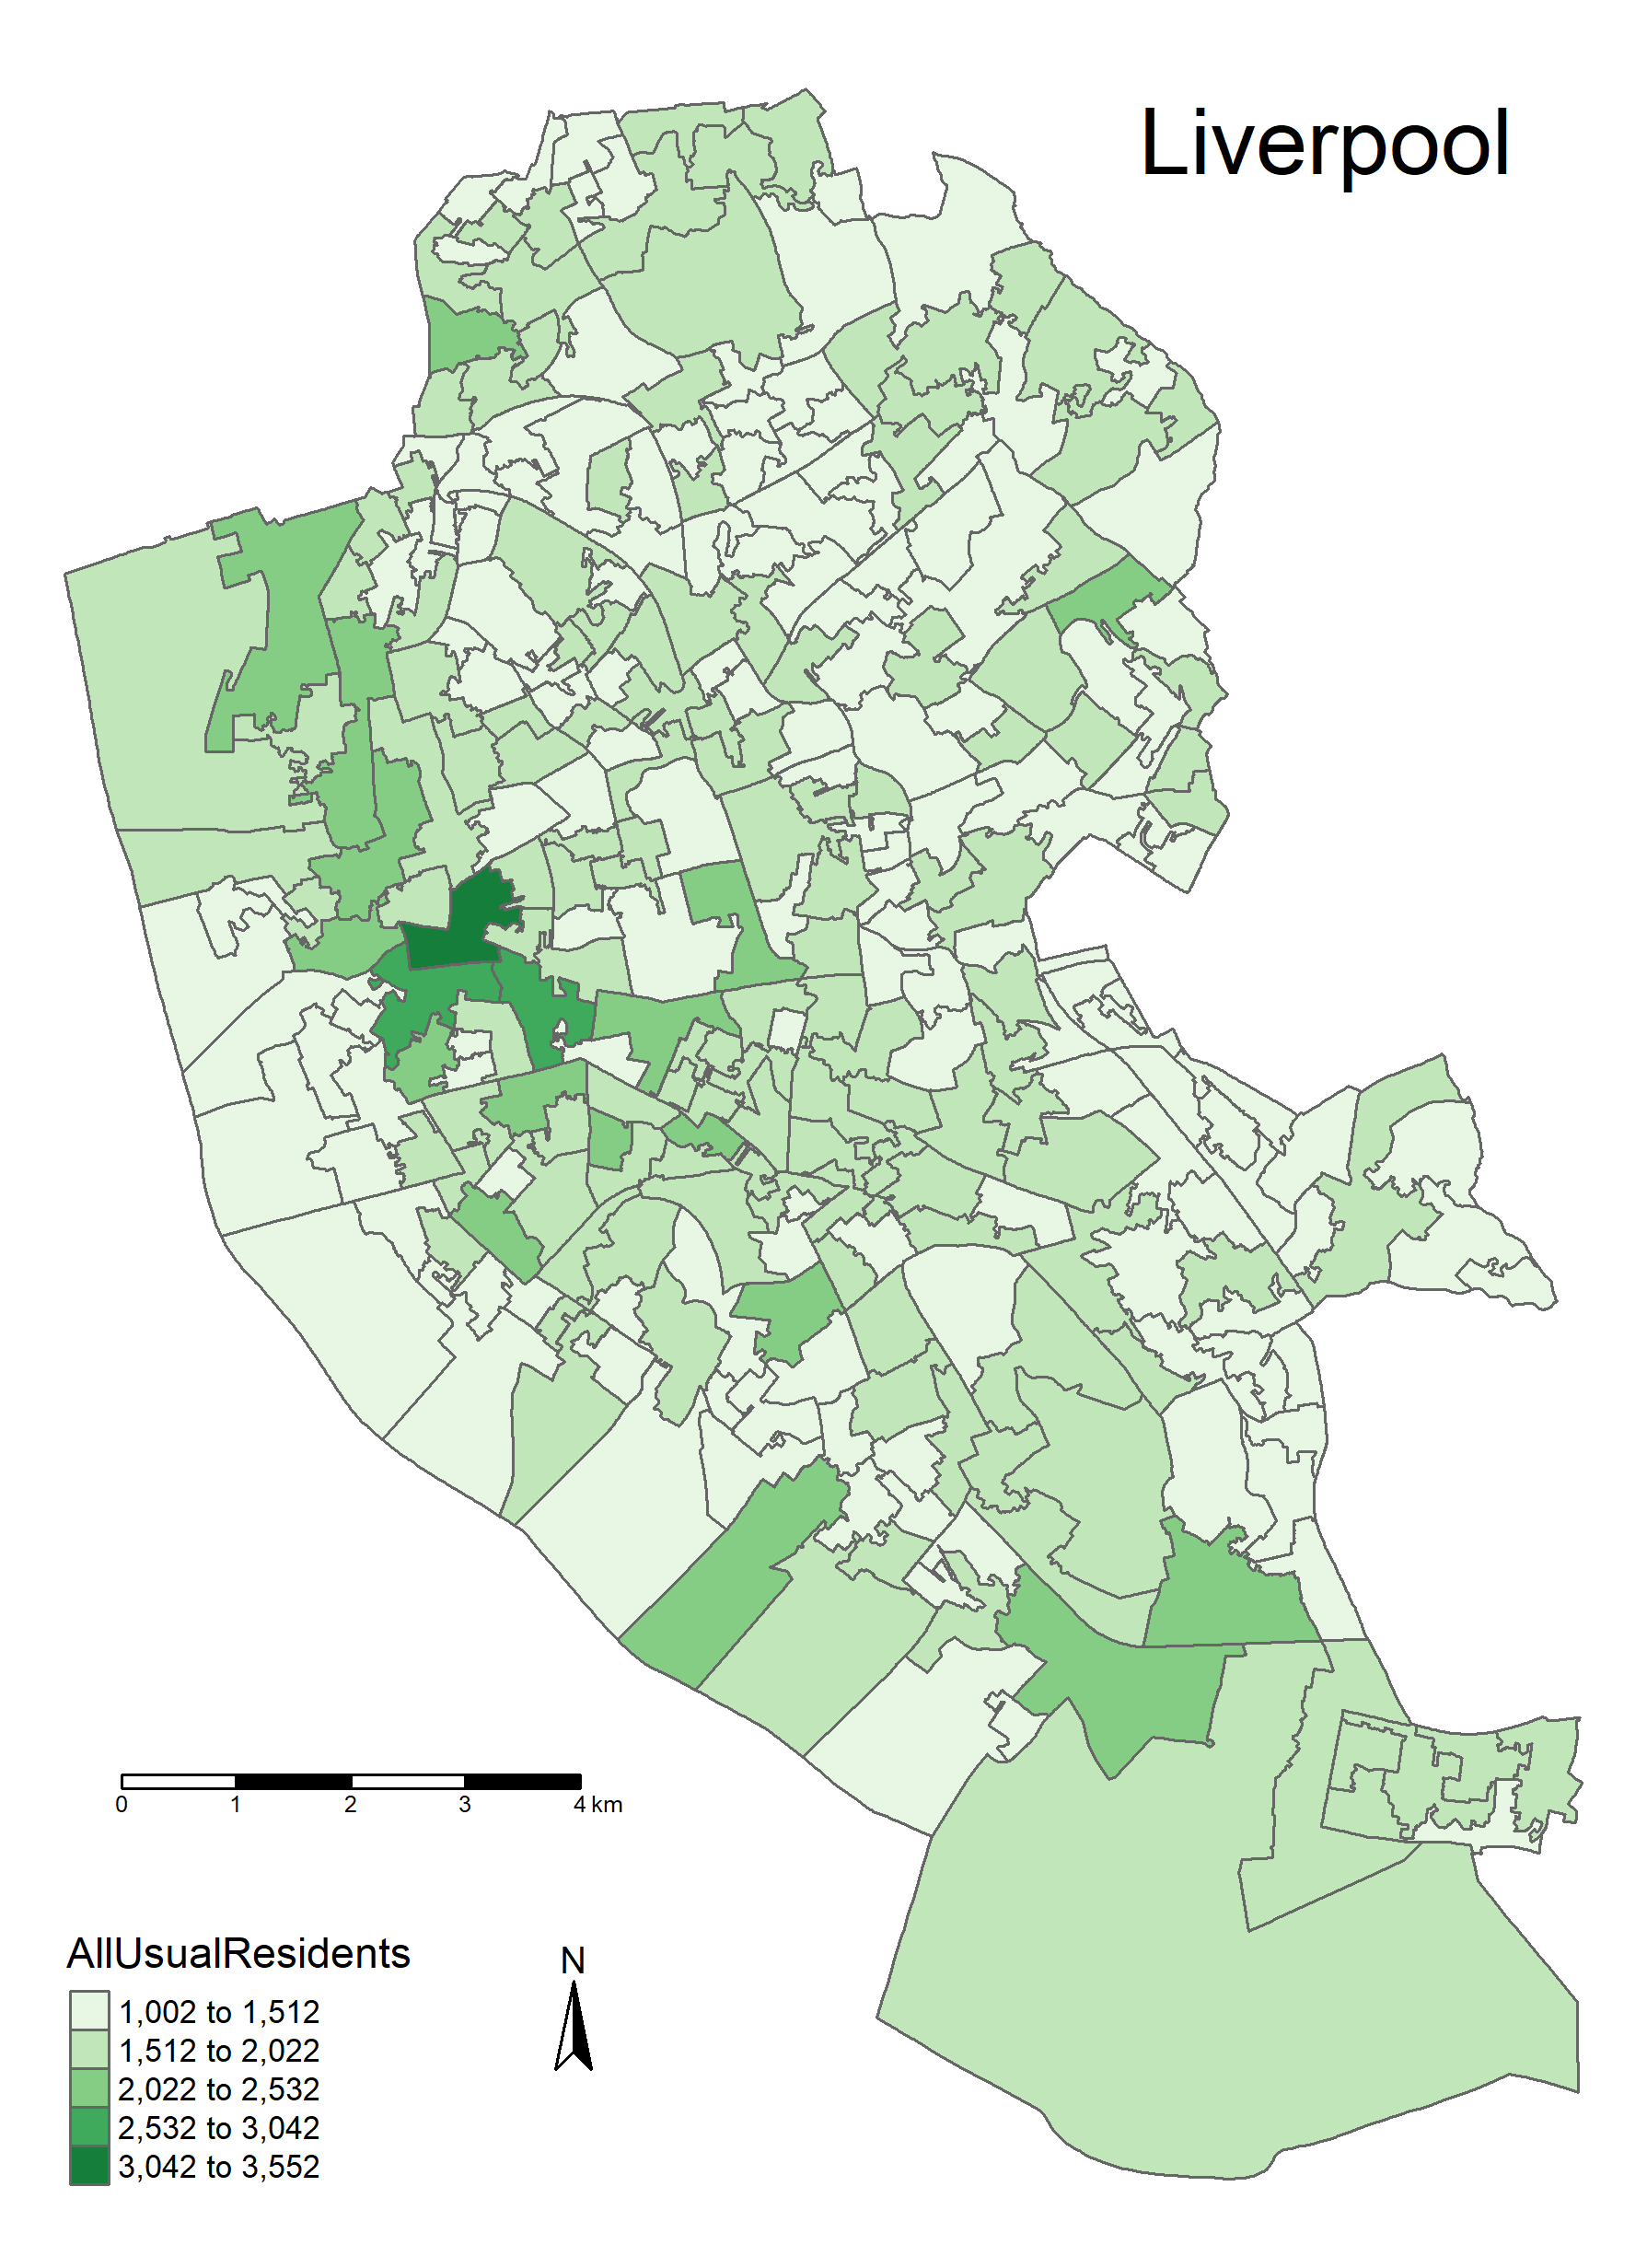 Liverpool
0 1 2 3 4 km
AllUsualResidents
1,002 to 1,512
1,512 to 2,022
2,022 to 2,532
2,532 to 3,042
3,042 to 3,552
N